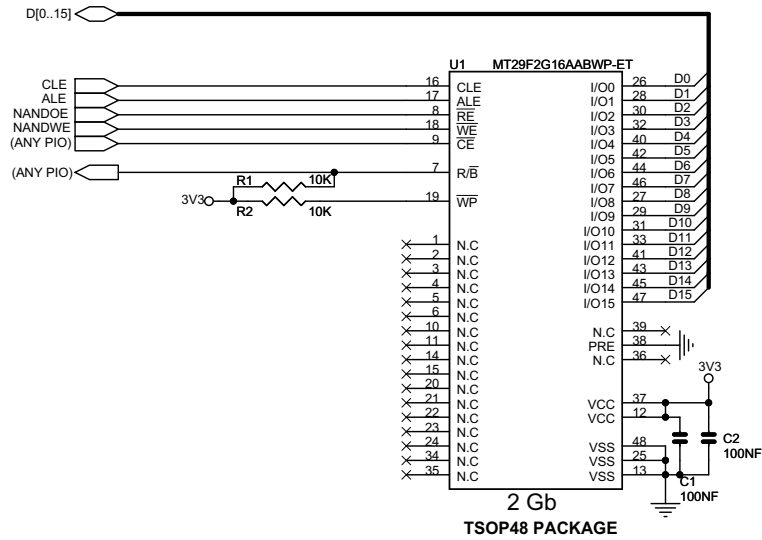 D[0..15]
U1 MT29F2G16AABWP-ET
CLE 16 CLE I/O0 26 D0
ALE 17 ALE I/O1 28 D1
NANDOE 8 RE I/O2 30 D2
NANDWE 18 WE I/O3 32 D3
(ANY PIO) 9 CE I/O4 40 D4
I/O5 42 D5
(ANY PIO) 7 R/B I/O6 44 D6
R1 10K I/O7 46 D7
3V3 R2 10K 19 WP I/O8 27 D8
I/O9 29 D9
I/O10 31 D10
1 N.C I/O11 33 D11
2 N.C I/O12 41 D12
3 N.C I/O13 43 D13
4 N.C I/O14 45 D14
5 N.C I/O15 47 D15
6 N.C
10 N.C N.C 39
11 N.C PRE 38
14 N.C N.C 36
15 N.C
20 N.C 3V3
21 N.C VCC 37
22 N.C VCC 12
23 N.C
24 N.C VSS 48 C2
34 N.C VSS 25 100NF
35 N.C VSS 13
C1
100NF
2 Gb
TSOP48 PACKAGE